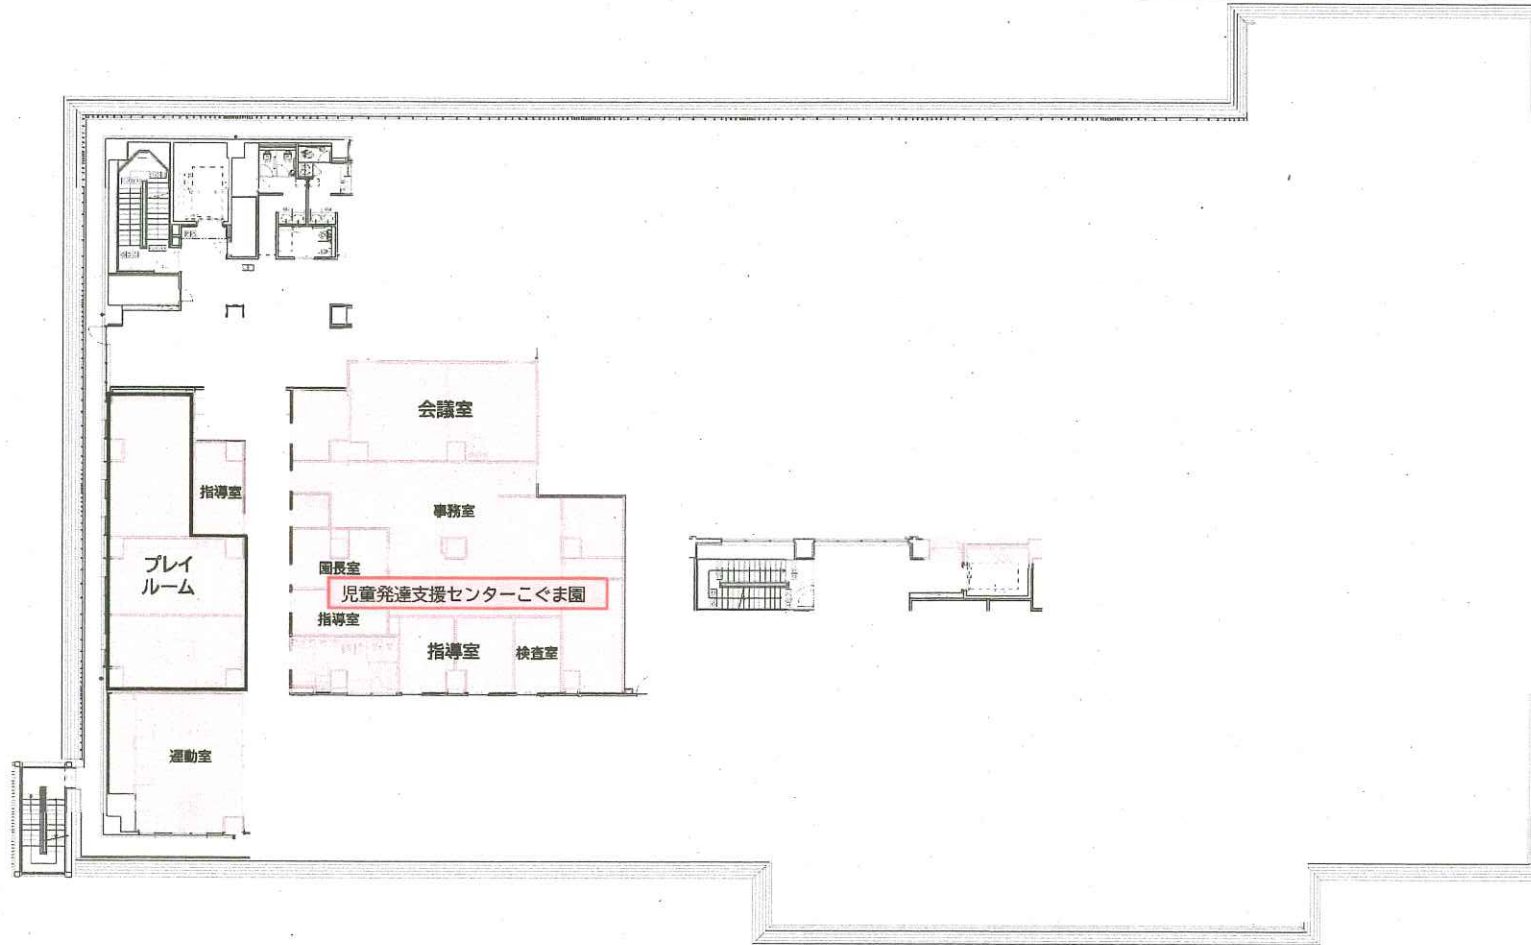 会議室
指導室
事務室
プレイ
ルーム
園長室
児童発達支援センターこぐま園
指導室
指導室
検査室
運動室